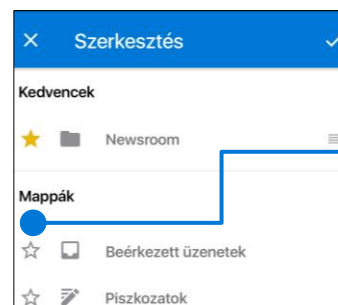 Szerkesztés
Kedvencek
Newsroom
Mappák
Beérkezett üzenetek
Piszkozatok